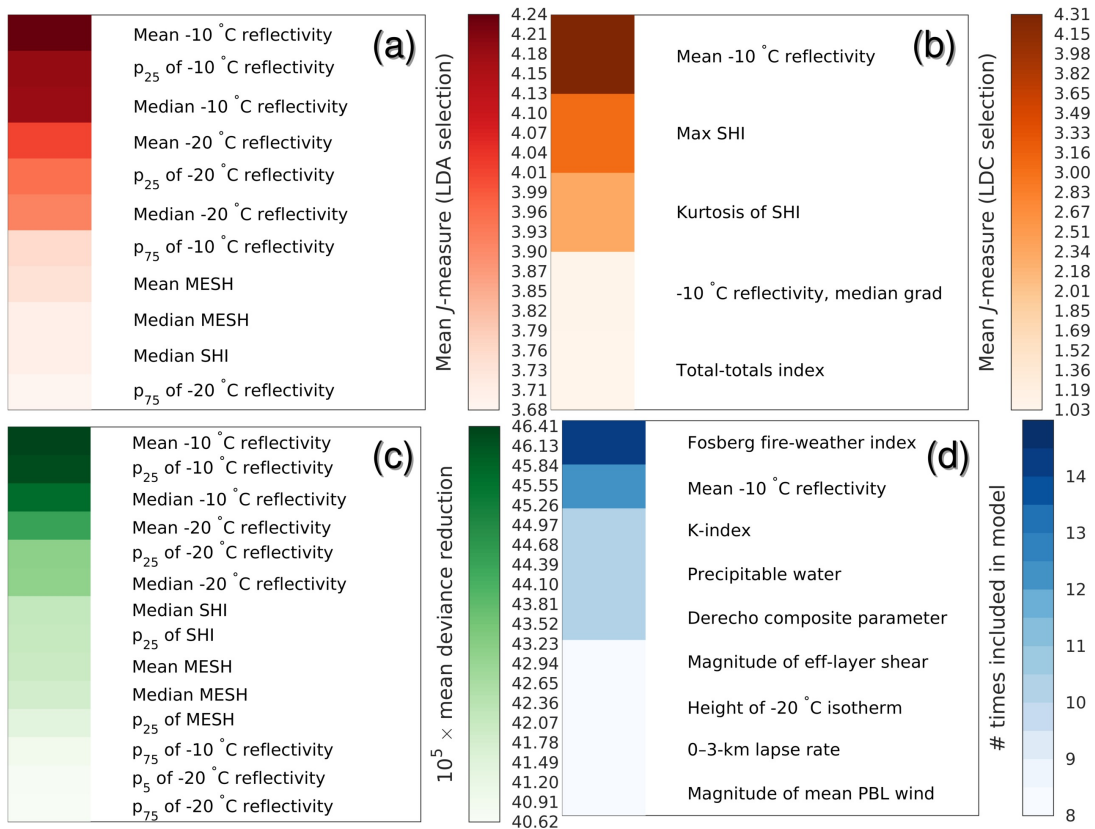 (a)
Mean -10 °C reflectivity
p25 of -10 °C reflectivity
Median -10 °C reflectivity
Mean -20 °C reflectivity
p25 of -20 °C reflectivity
Median -20 °C reflectivity
p75 of -10 °C reflectivity
Mean MESH
Median MESH
Median SHI
p75 of -20 °C reflectivity
Mean J-measure (LDA selection)
4.24
4.21
4.18
4.15
4.13
4.10
4.07
4.04
4.01
3.99
3.96
3.93
3.90
3.87
3.85
3.82
3.79
3.76
3.73
3.71
3.68
(b)
Mean -10 °C reflectivity
Max SHI
Kurtosis of SHI
-10 °C reflectivity, median grad
Total-totals index
Mean J-measure (LDC selection)
4.31
4.15
3.98
3.82
3.65
3.49
3.33
3.16
3.00
2.83
2.67
2.51
2.34
2.18
2.01
1.85
1.69
1.52
1.36
1.19
1.03
(c)
Mean -10 °C reflectivity
p25 of -10 °C reflectivity
Median -10 °C reflectivity
Mean -20 °C reflectivity
p25 of -20 °C reflectivity
Median -20 °C reflectivity
Median SHI
p25 of SHI
Mean MESH
Median MESH
p25 of MESH
p75 of -10 °C reflectivity
p5 of -20 °C reflectivity
p75 of -20 °C reflectivity
10^5 × mean deviance reduction
46.41
46.13
45.84
45.55
45.26
44.97
44.68
44.39
44.10
43.81
43.52
43.23
42.94
42.65
42.36
42.07
41.78
41.49
41.20
40.91
40.62
(d)
Fosberg fire-weather index
Mean -10 °C reflectivity
K-index
Precipitable water
Derecho composite parameter
Magnitude of eff-layer shear
Height of -20 °C isotherm
0–3-km lapse rate
Magnitude of mean PBL wind
# times included in model
14
13
12
11
10
9
8